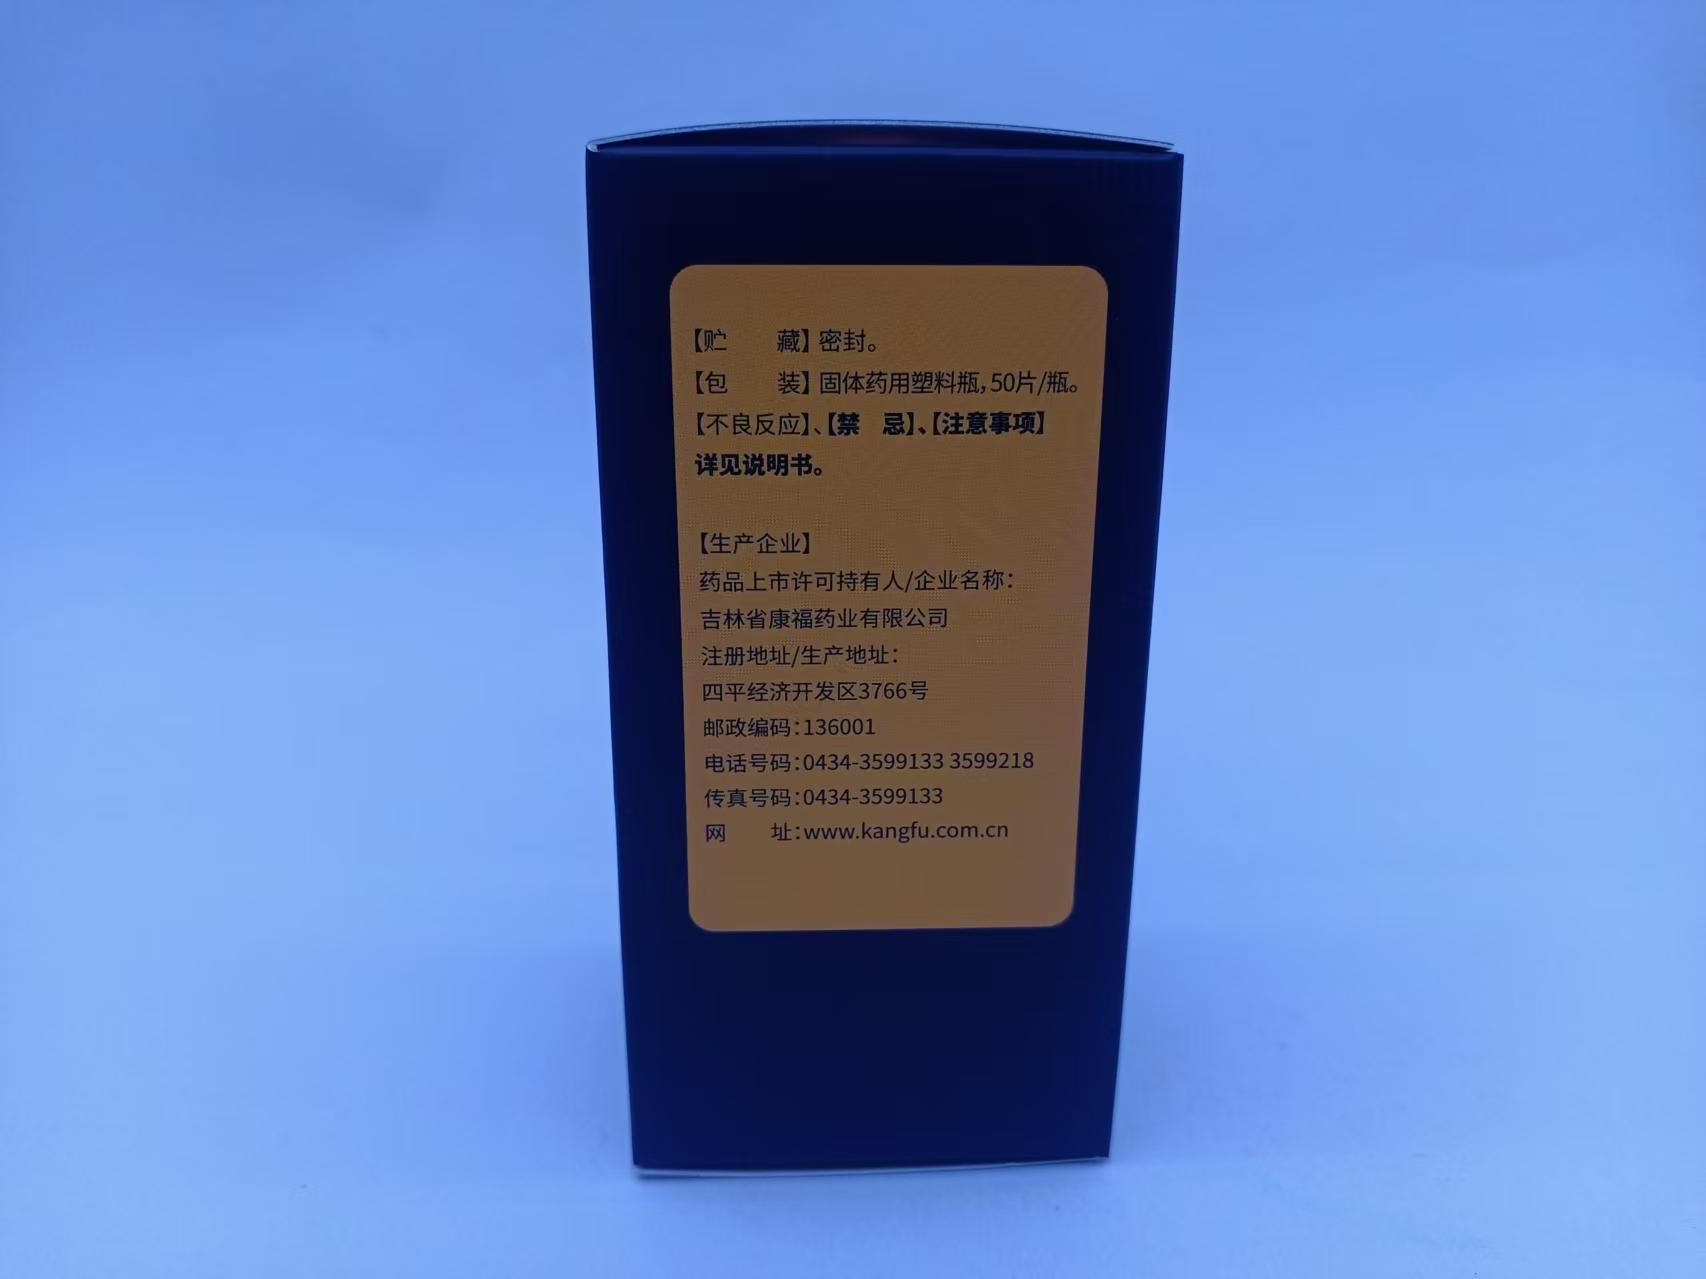 【贮　　藏】密封。
【包　　装】固体药用塑料瓶，50片/瓶。
【不良反应】、【禁　忌】、【注意事项】
详见说明书。
【生产企业】
药品上市许可持有人/企业名称：
吉林省康福药业有限公司
注册地址/生产地址：
四平经济开发区3766号
邮政编码：136001
电话号码：0434-3599133 3599218
传真号码：0434-3599133
网　　址：www.kangfu.com.cn